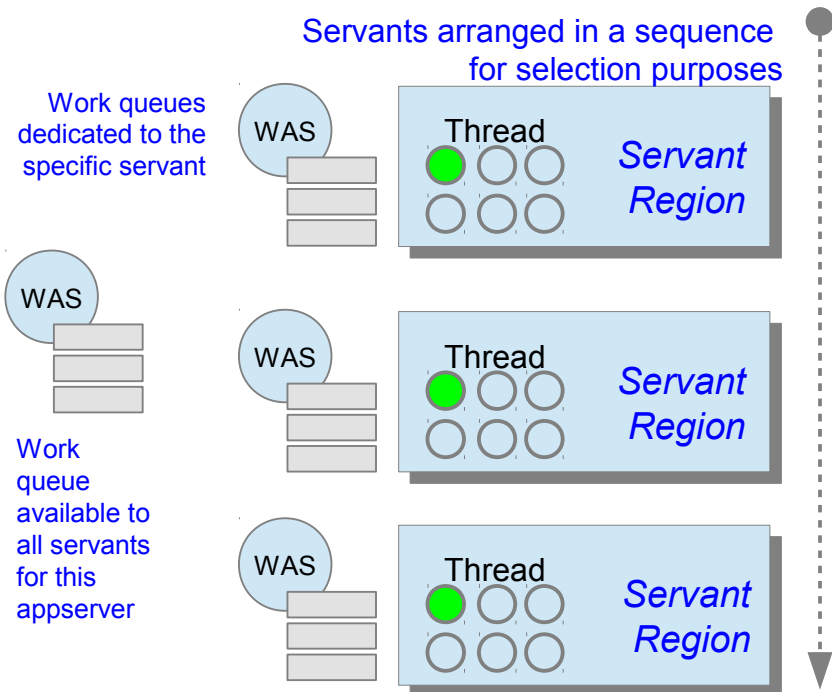 Servants arranged in a sequence
for selection purposes
Work queues
dedicated to the
specific servant
WAS
Thread
Servant
Region
WAS
WAS
Thread
Servant
Region
Work
queue
available to
all servants
for this
appserver
WAS
Thread
Servant
Region